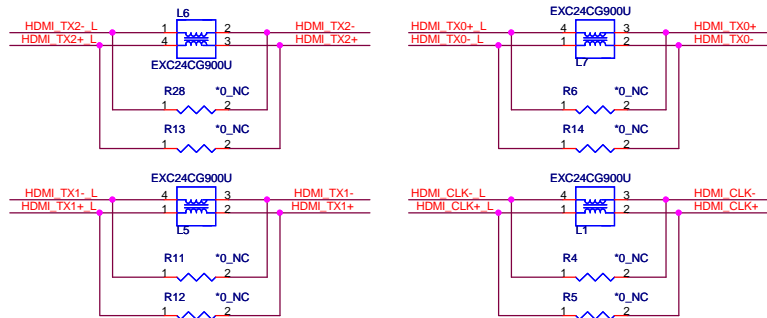 L6
HDMI_TX2-_L 1 2 HDMI_TX2-
HDMI_TX2+_L 4 3 HDMI_TX2+
EXC24CG900U
R28 *0_NC
1 2
R13 *0_NC
1 2
EXC24CG900U
HDMI_TX0+_L 4 3 HDMI_TX0+
HDMI_TX0-_L 1 2 HDMI_TX0-
L7
R6 *0_NC
1 2
R14 *0_NC
1 2
EXC24CG900U
HDMI_TX1-_L 4 3 HDMI_TX1-
HDMI_TX1+_L 1 2 HDMI_TX1+
L5
R11 *0_NC
1 2
R12 *0_NC
1 2
EXC24CG900U
HDMI_CLK-_L 4 3 HDMI_CLK-
HDMI_CLK+_L 1 2 HDMI_CLK+
L1
R4 *0_NC
1 2
R5 *0_NC
1 2